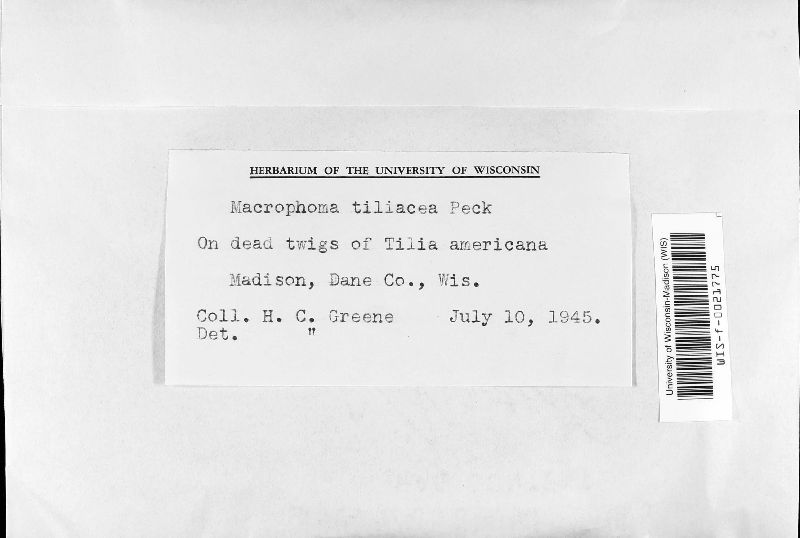 HERBARIUM OF THE UNIVERSITY OF WISCONSIN
Macrophoma tiliacea Peck
On dead twigs of Tilia americana
Madison, Dane Co., Wis.
Coll. H. C. Greene July 10, 1945.
Det. "
University of Wisconsin-Madison (WIS)
WIS-f-0021775